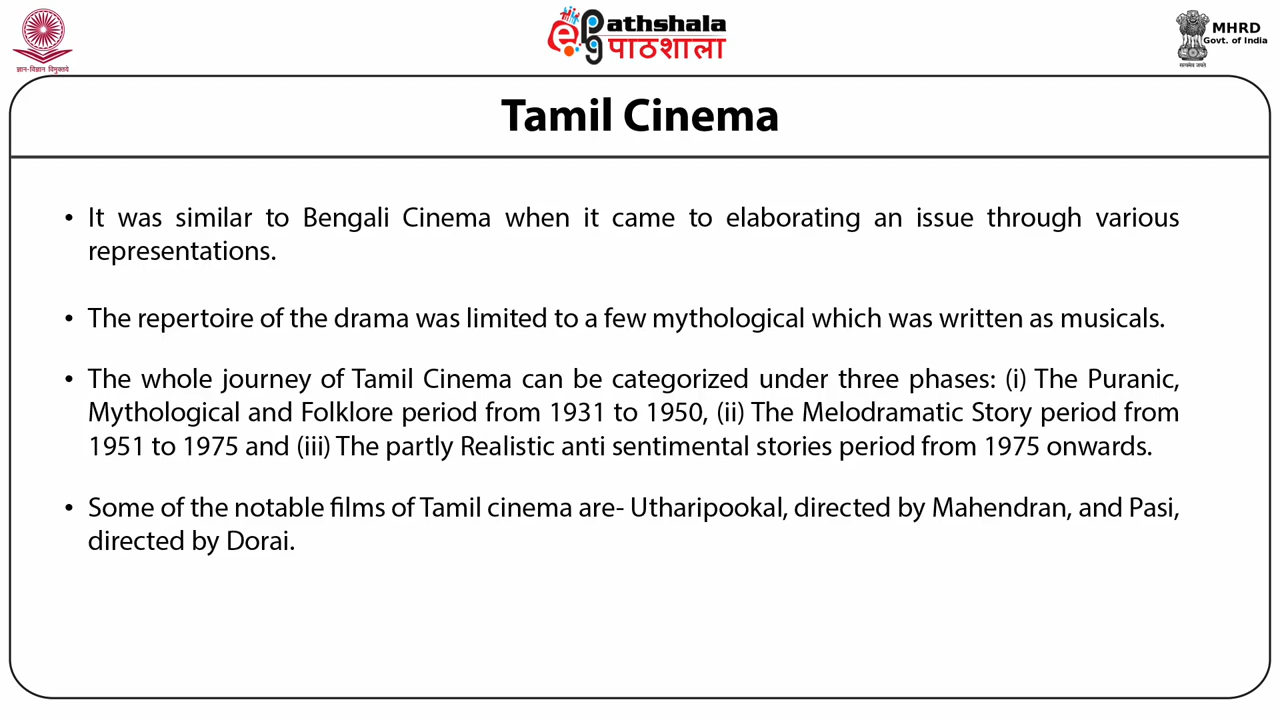 ज्ञान-विज्ञान विमुक्तये
ePathshala
पाठशाला
MHRD
Govt. of India
सत्यमेव जयते
Tamil Cinema
• It was similar to Bengali Cinema when it came to elaborating an issue through various
representations.
• The repertoire of the drama was limited to a few mythological which was written as musicals.
• The whole journey of Tamil Cinema can be categorized under three phases: (i) The Puranic,
Mythological and Folklore period from 1931 to 1950, (ii) The Melodramatic Story period from
1951 to 1975 and (iii) The partly Realistic anti sentimental stories period from 1975 onwards.
• Some of the notable films of Tamil cinema are- Utharipookal, directed by Mahendran, and Pasi,
directed by Dorai.